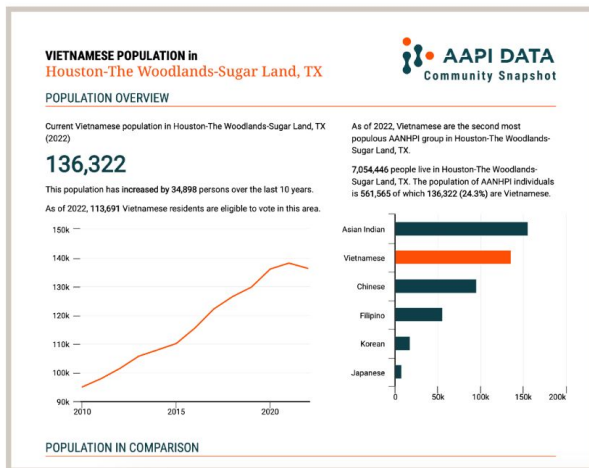 VIETNAMESE POPULATION in
Houston-The Woodlands-Sugar Land, TX
AAPI DATA
Community Snapshot
POPULATION OVERVIEW
Current Vietnamese population in Houston-The Woodlands-Sugar Land, TX
(2022)
136,322
This population has increased by 34,898 persons over the last 10 years.
As of 2022, 113,691 Vietnamese residents are eligible to vote in this area.
150k
140k
130k
120k
110k
100k
90k
2010
2015
2020
As of 2022, Vietnamese are the second most
populous AANHPI group in Houston-The Woodlands-
Sugar Land, TX.
7,054,446 people live in Houston-The Woodlands-
Sugar Land, TX. The population of AANHPI individuals
is 561,565 of which 136,322 (24.3%) are Vietnamese.
Asian Indian
Vietnamese
Chinese
Filipino
Korean
Japanese
0
50k
100k
150k
200k
POPULATION IN COMPARISON